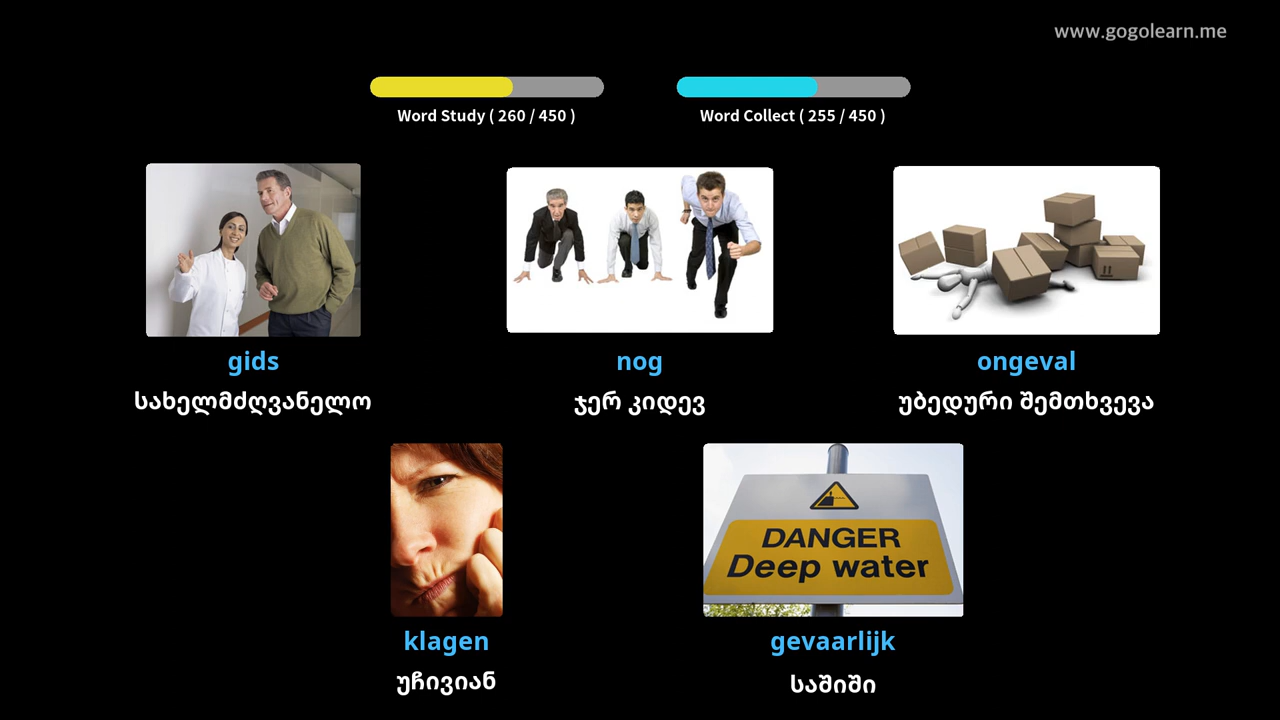 www.gogolearn.me
Word Study ( 260 / 450 )
Word Collect ( 255 / 450 )
gids
სახელმძღვანელო
nog
ჯერ კიდევ
ongeval
უბედური შემთხვევა
klagen
უჩივიან
DANGER
Deep water
gevaarlijk
საშიში